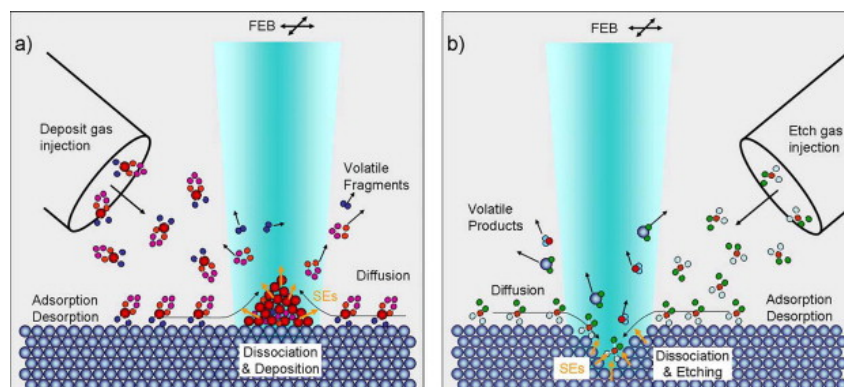 a)
FEB
Deposit gas
injection
Volatile
Fragments
Diffusion
Adsorption
Desorption
SEs
Dissociation
& Deposition
b)
FEB
Etch gas
injection
Volatile
Products
Diffusion
Adsorption
Desorption
SEs
Dissociation
& Etching